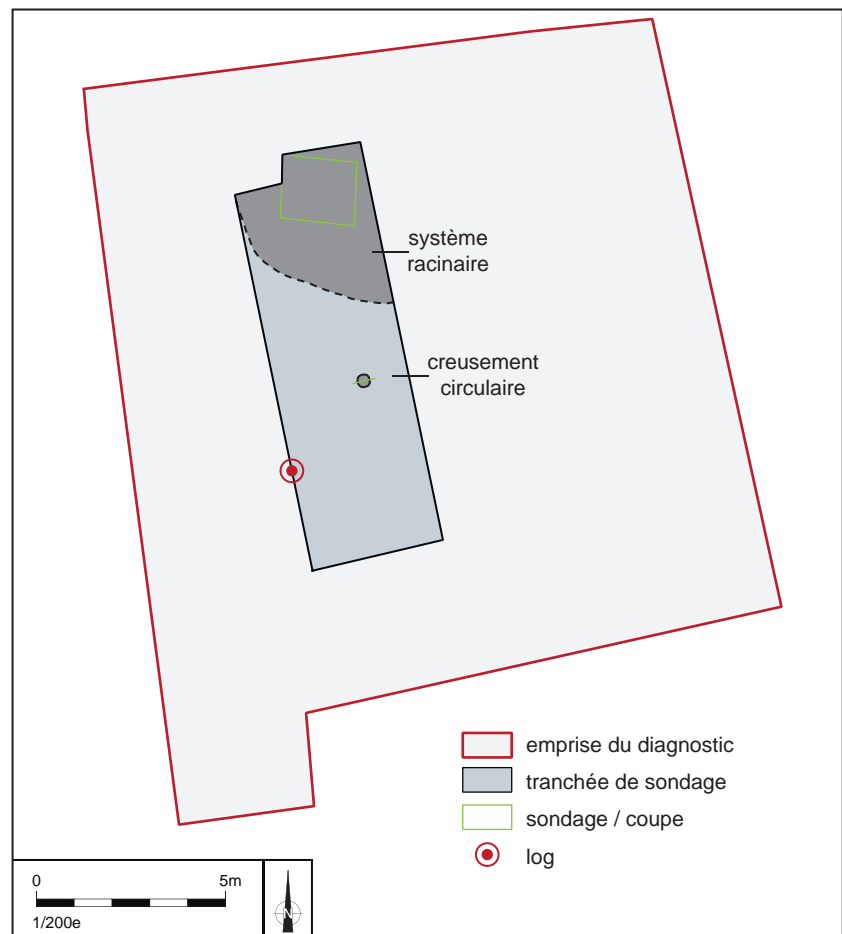 système
racinaire
creusement
circulaire
emprise du diagnostic
tranchée de sondage
sondage / coupe
log
0 5m
1/200e
N